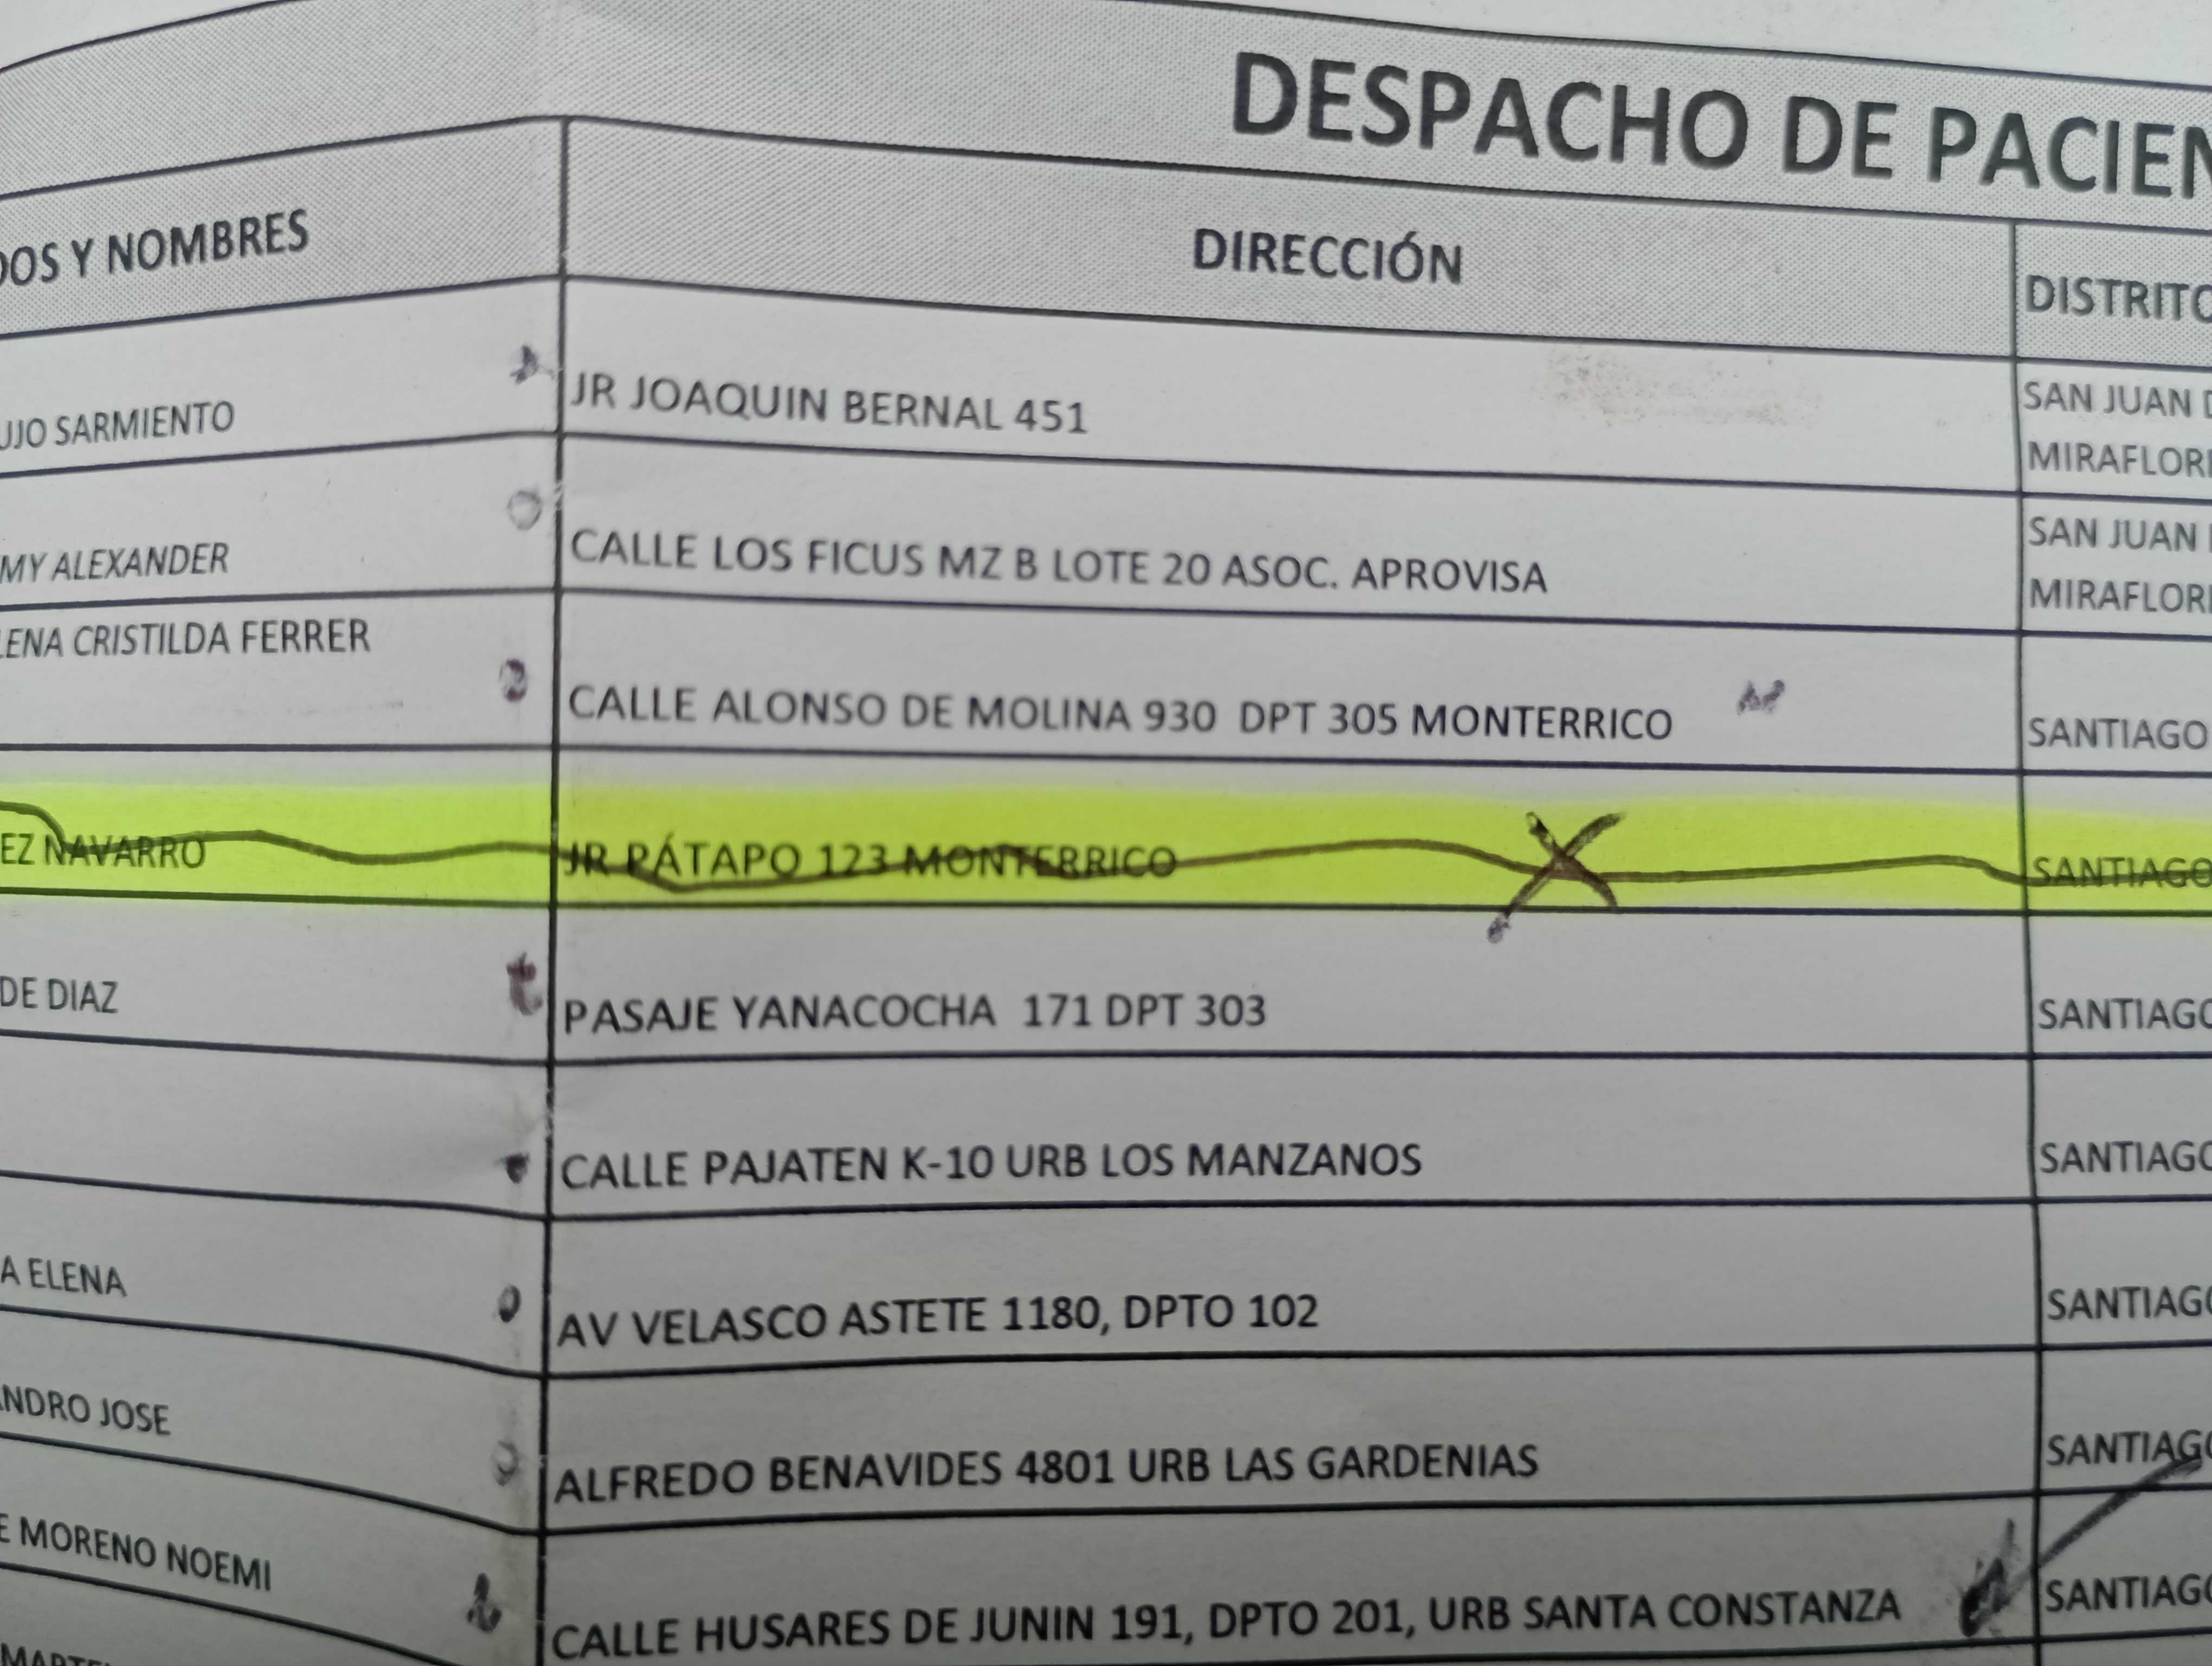 DESPACHO DE PACIEN
DOS Y NOMBRES DIRECCIÓN DISTRITO
UJO SARMIENTO JR JOAQUIN BERNAL 451 SAN JUAN D
MIRAFLOR
MY ALEXANDER CALLE LOS FICUS MZ B LOTE 20 ASOC. APROVISA SAN JUAN
MIRAFLOR
LENA CRISTILDA FERRER CALLE ALONSO DE MOLINA 930 DPT 305 MONTERRICO SANTIAGO
EZ NAVARRO JR PÁTAPO 123 MONTERRICO SANTIAGO
DE DIAZ PASAJE YANACOCHA 171 DPT 303 SANTIAGO
CALLE PAJATEN K-10 URB LOS MANZANOS SANTIAGO
A ELENA AV VELASCO ASTETE 1180, DPTO 102 SANTIAGO
ANDRO JOSE ALFREDO BENAVIDES 4801 URB LAS GARDENIAS SANTIAGO
E MORENO NOEMI CALLE HUSARES DE JUNIN 191, DPTO 201, URB SANTA CONSTANZA SANTIAGO